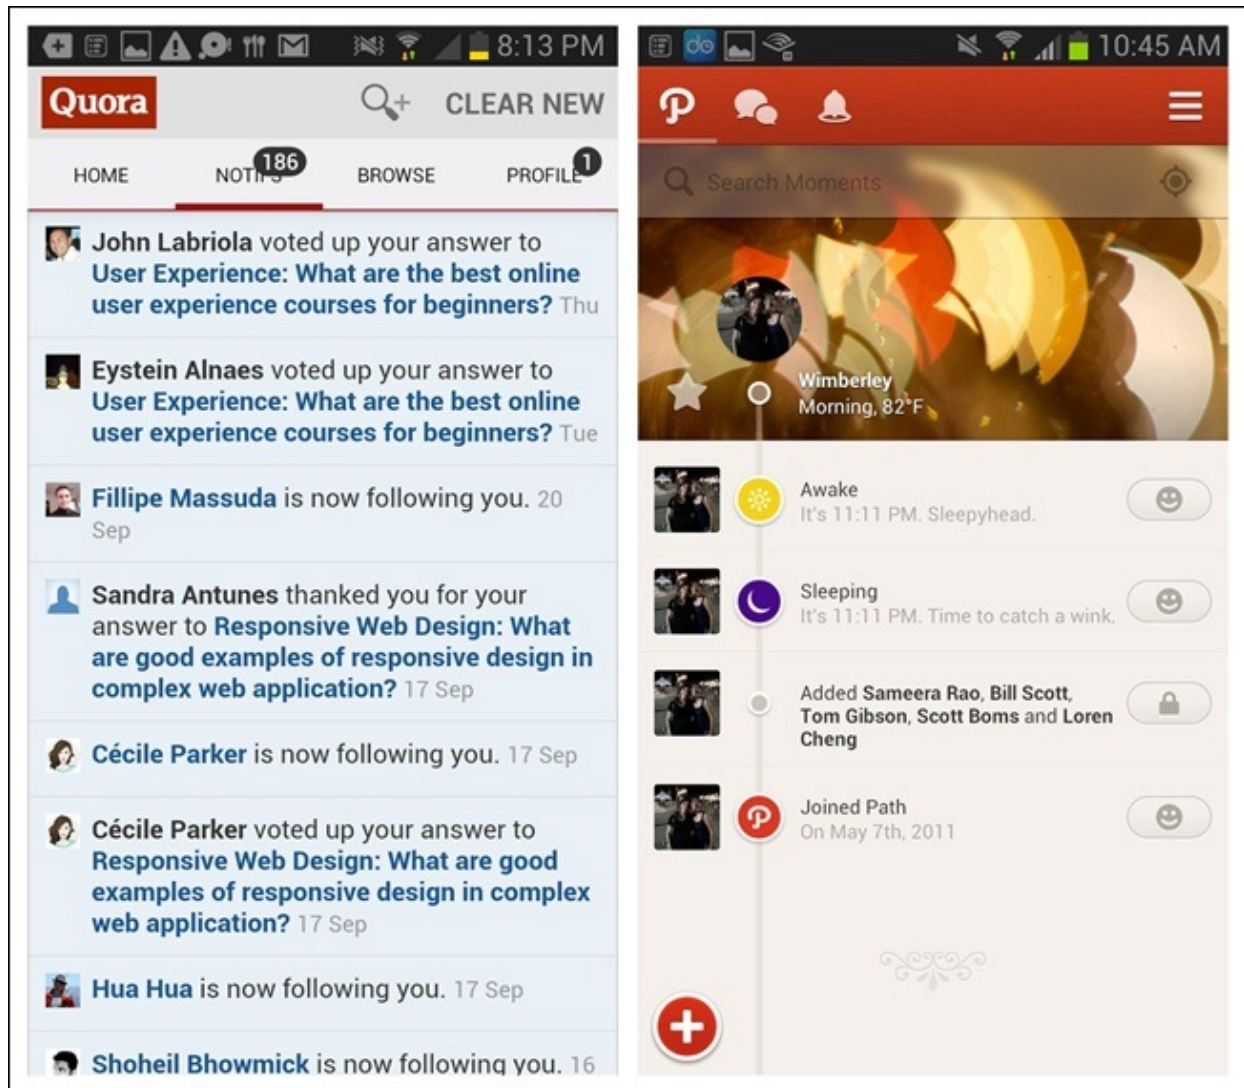 8:13 PM
Quora
CLEAR NEW
HOME
NOTIFS
186
BROWSE
PROFILE
1
John Labriola voted up your answer to
User Experience: What are the best online
user experience courses for beginners? Thu
Eystein Alnaes voted up your answer to
User Experience: What are the best online
user experience courses for beginners? Tue
Fillipe Massuda is now following you. 20
Sep
Sandra Antunes thanked you for your
answer to Responsive Web Design: What
are good examples of responsive design in
complex web application? 17 Sep
Cécile Parker is now following you. 17 Sep
Cécile Parker voted up your answer to
Responsive Web Design: What are good
examples of responsive design in complex
web application? 17 Sep
Hua Hua is now following you. 17 Sep
Shoheil Bhowmick is now following you. 16
do
10:45 AM
Search Moments
Wimberley
Morning, 82°F
Awake
It's 11:11 PM. Sleepyhead.
Sleeping
It's 11:11 PM. Time to catch a wink.
Added Sameera Rao, Bill Scott,
Tom Gibson, Scott Boms and Loren
Cheng
Joined Path
On May 7th, 2011